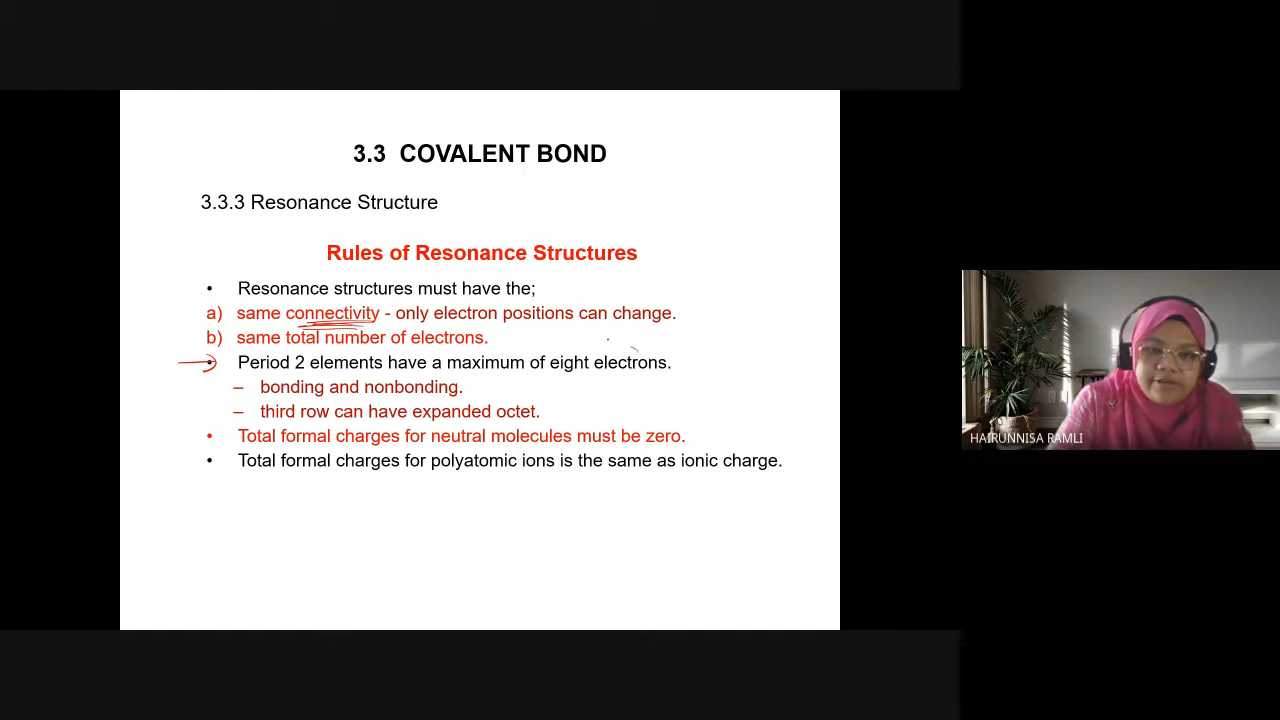 3.3 COVALENT BOND
3.3.3 Resonance Structure
Rules of Resonance Structures
• Resonance structures must have the;
a) same connectivity - only electron positions can change.
b) same total number of electrons.
• Period 2 elements have a maximum of eight electrons.
– bonding and nonbonding.
– third row can have expanded octet.
• Total formal charges for neutral molecules must be zero.
• Total formal charges for polyatomic ions is the same as ionic charge.
HAIRUNNISA RAMLI